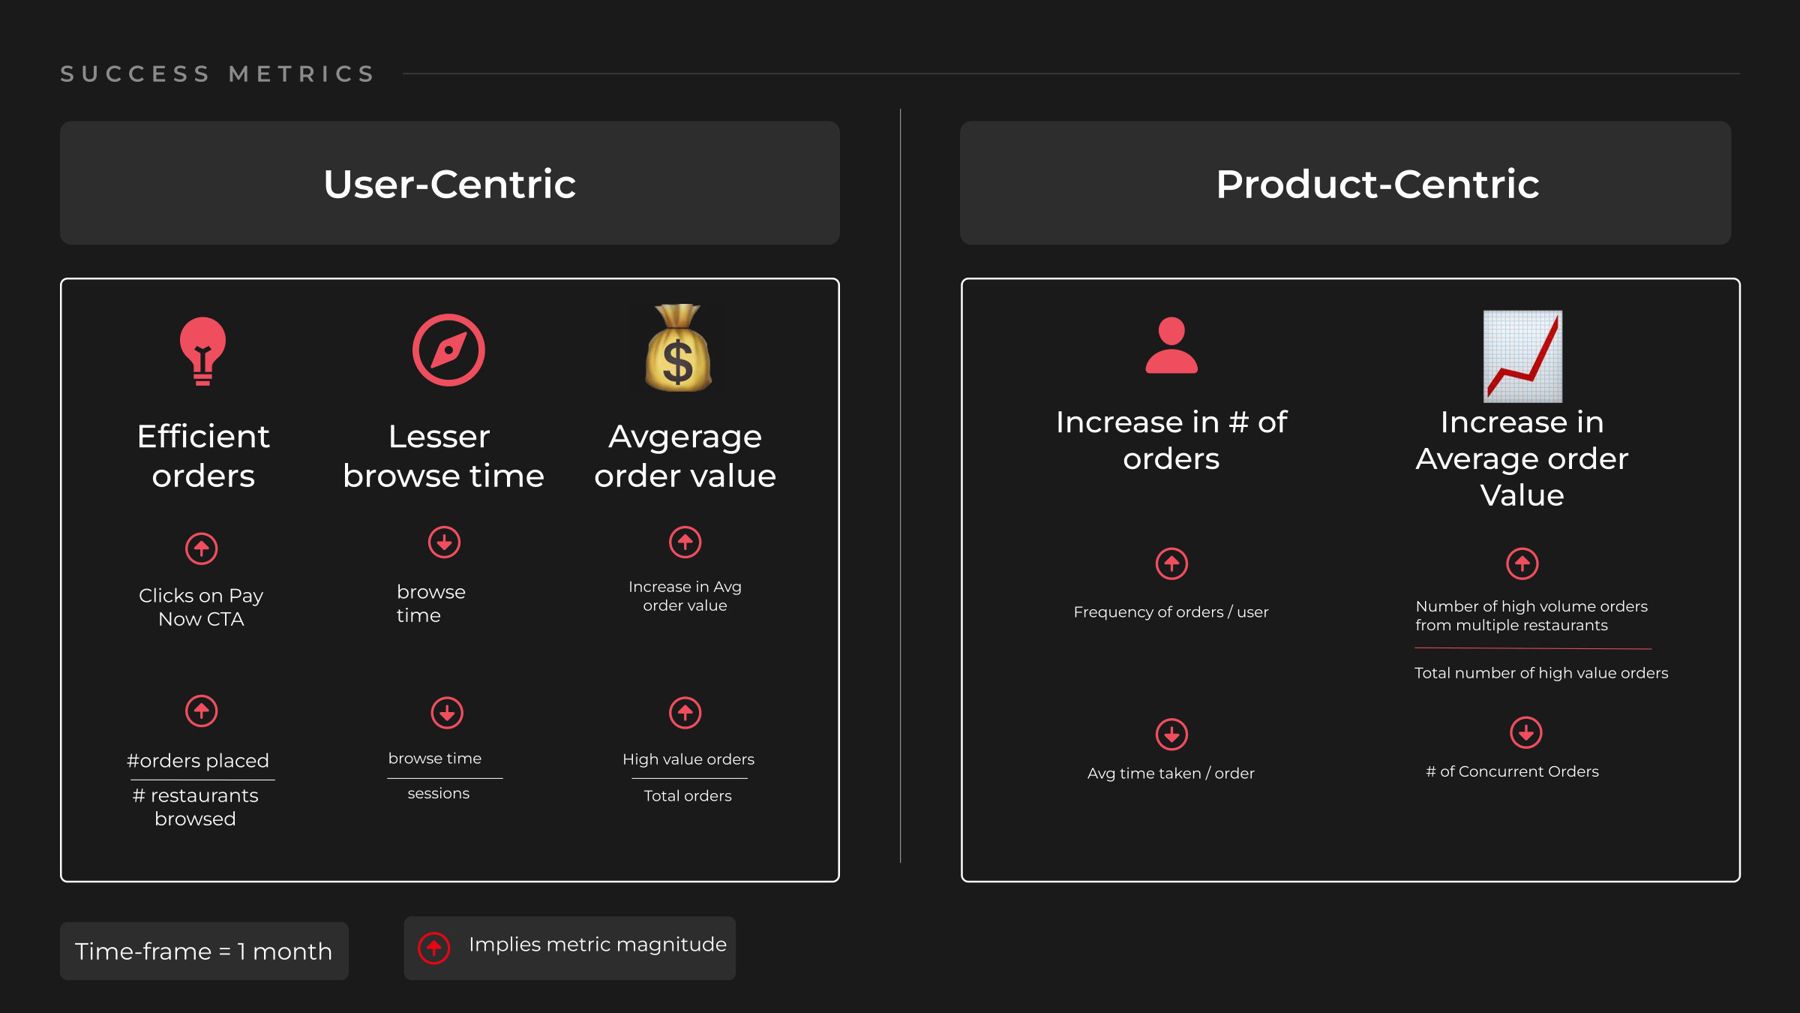 SUCCESS METRICS
User-Centric
Efficient
orders
Clicks on Pay
Now CTA
#orders placed
# restaurants
browsed
Lesser
browse time
browse
time
browse time
sessions
$
Avgerage
order value
Increase in Avg
order value
High value orders
Total orders
Product-Centric
Increase in # of
orders
Frequency of orders / user
Avg time taken / order
Increase in
Average order
Value
Number of high volume orders
from multiple restaurants
Total number of high value orders
# of Concurrent Orders
Time-frame = 1 month
Implies metric magnitude